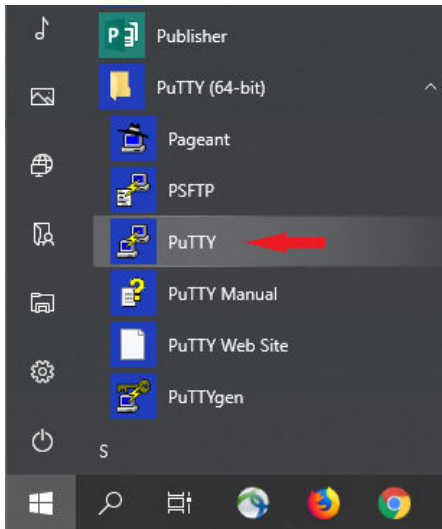 Publisher
PuTTY (64-bit)
Pageant
PSFTP
PuTTY
PuTTY Manual
PuTTY Web Site
PuTTYgen
S